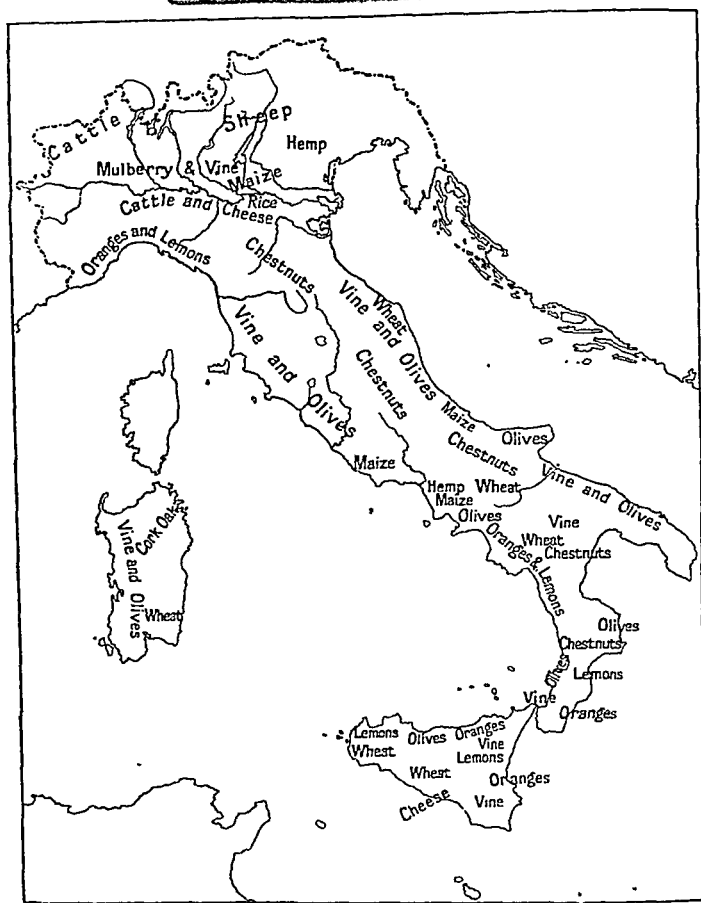 Cattle
Sheep
Hemp
Mulberry & Vine
Maize
Rice
Cattle and Cheese
Oranges and Lemons
Chestnuts
Wheat
Vine and Olives
Vine and Olives
Chestnuts
Maize
Olives
Chestnuts
Maize
Vine and Olives
Hemp
Wheat
Maize
Olives
Vine
Wheat
Chestnuts
Oranges & Lemons
Cork Oak
Vine and Olives
Wheat
Olives
Chestnuts
Olives
Lemons
Vine
Oranges
Lemons
Olives
Oranges
Wheat
Vine
Lemons
Wheat
Oranges
Cheese
Vine